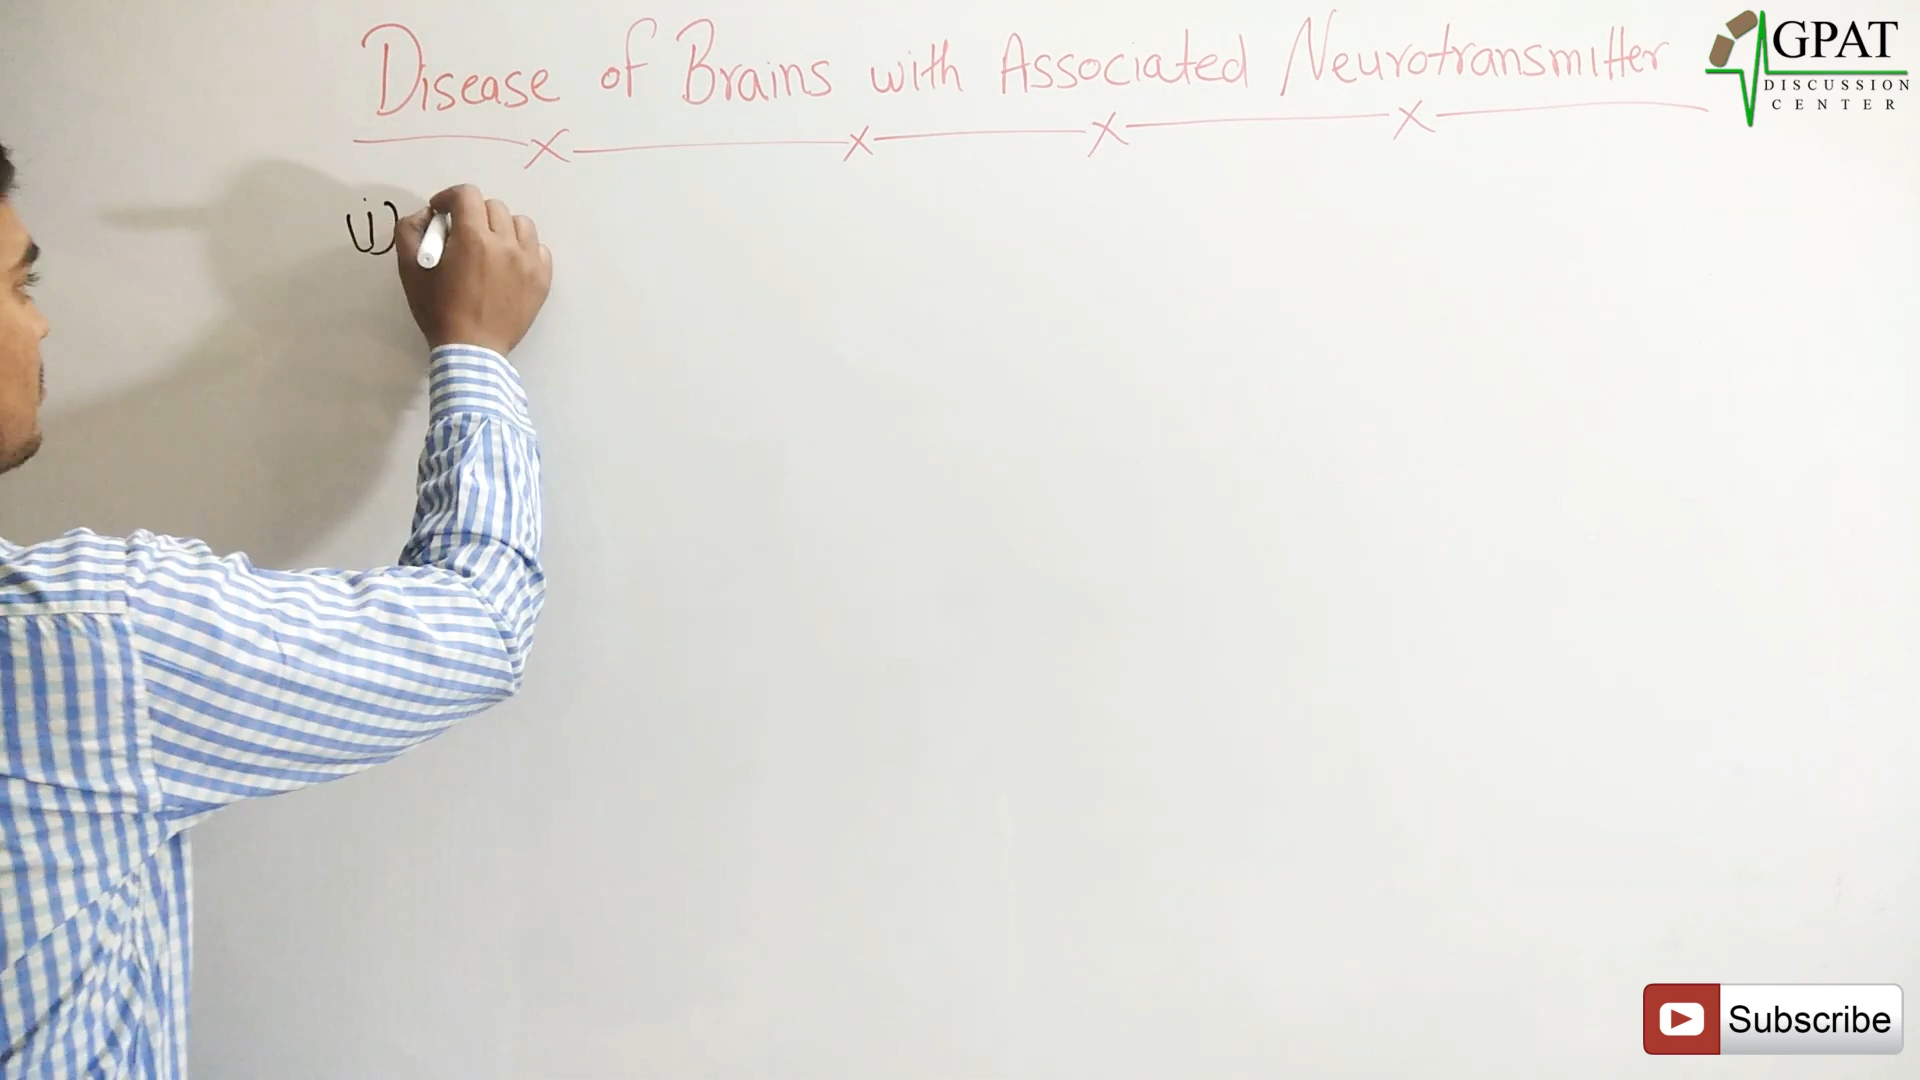 Disease of Brains with Associated Neurotransmitter
GPAT
DISCUSSION
CENTER
(i)
Subscribe